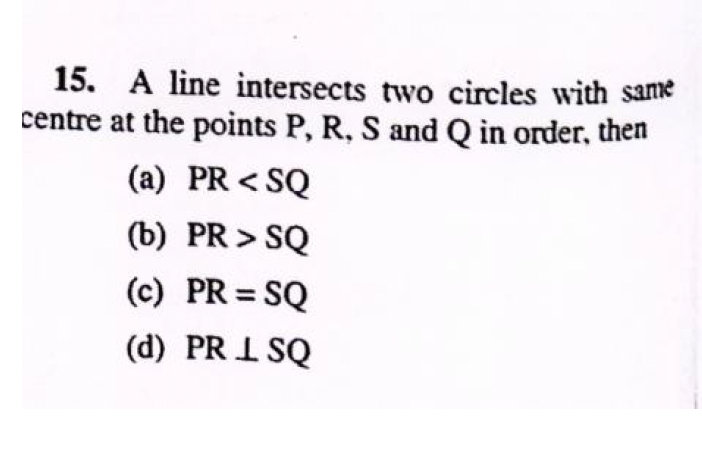 15. A line intersects two circles with same
centre at the points P, R, S and Q in order, then
(a) PR < SQ
(b) PR > SQ
(c) PR = SQ
(d) PR ⊥ SQ